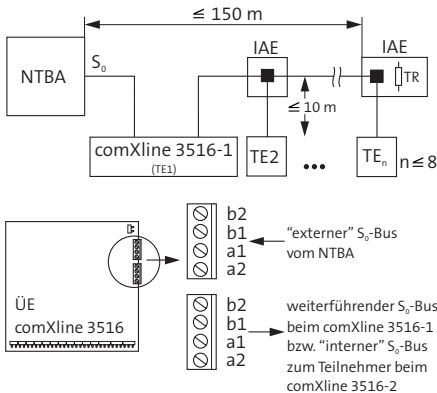 ≤ 150 m
NTBA
S₀
IAE
IAE
TR
≤ 10 m
comXline 3516-1
(TE1)
TE2
...
TEₙ
n≤8
b2
b1
a1
a2
"externer" S₀-Bus
vom NTBA
ÜE
comXline 3516
b2
b1
a1
a2
weiterführender S₀-Bus
beim comXline 3516-1
bzw. "interner" S₀-Bus
zum Teilnehmer beim
comXline 3516-2